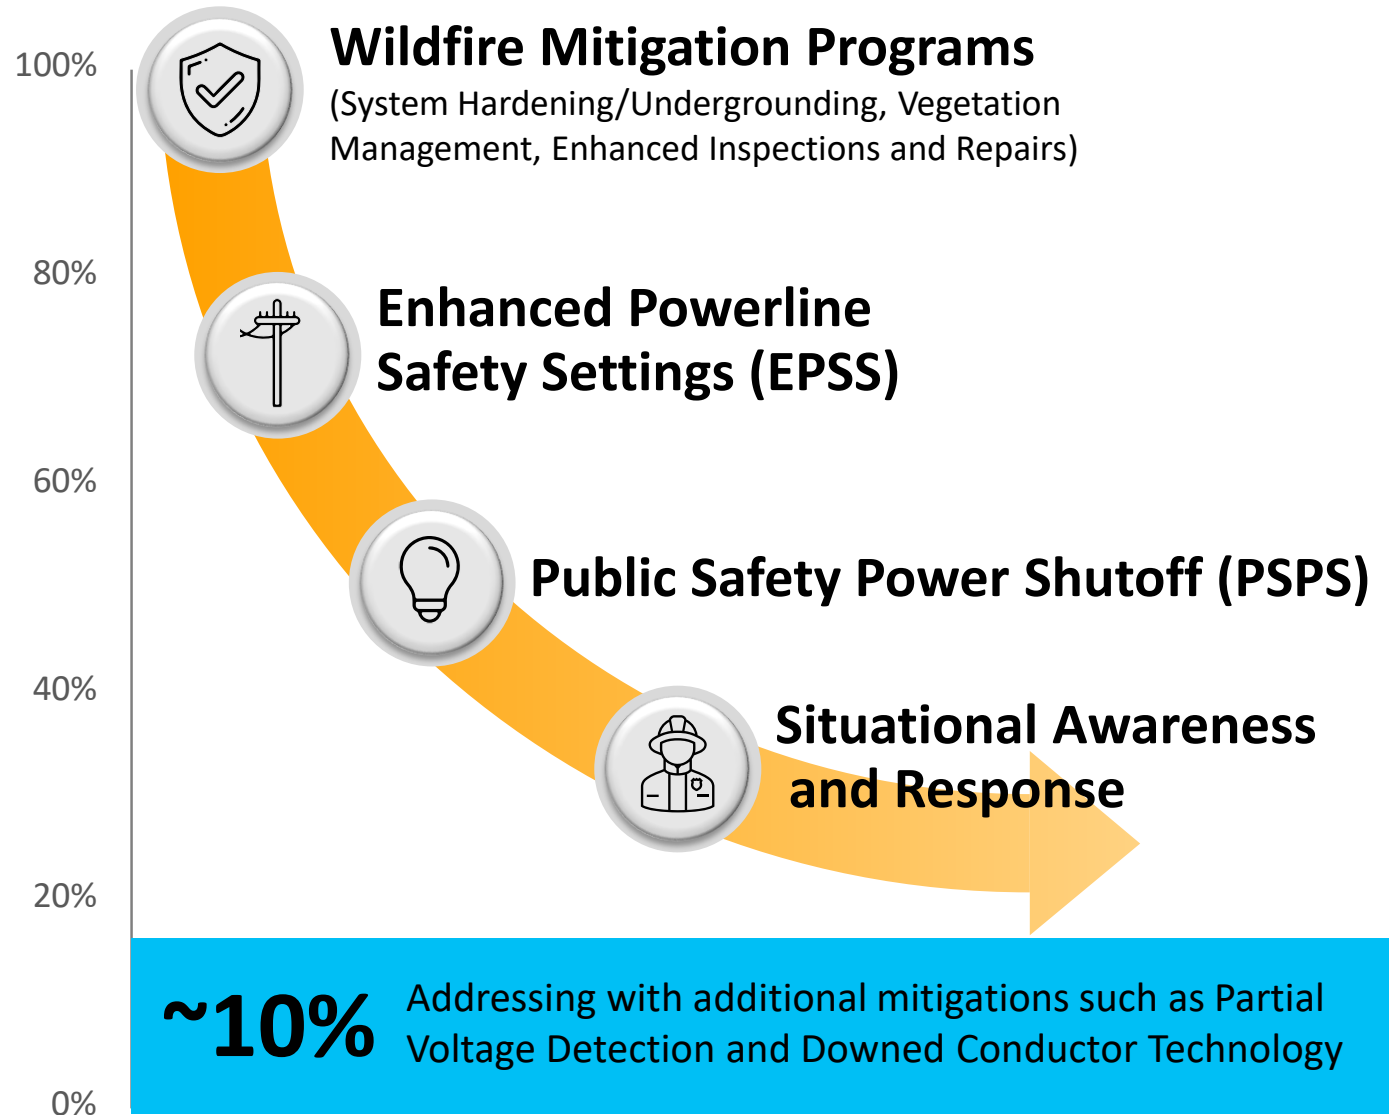 100%
Wildfire Mitigation Programs
(System Hardening/Undergrounding, Vegetation
Management, Enhanced Inspections and Repairs)
80%
Enhanced Powerline
Safety Settings (EPSS)
60%
Public Safety Power Shutoff (PSPS)
40%
Situational Awareness
and Response
20%
~10%
Addressing with additional mitigations such as Partial
Voltage Detection and Downed Conductor Technology
0%